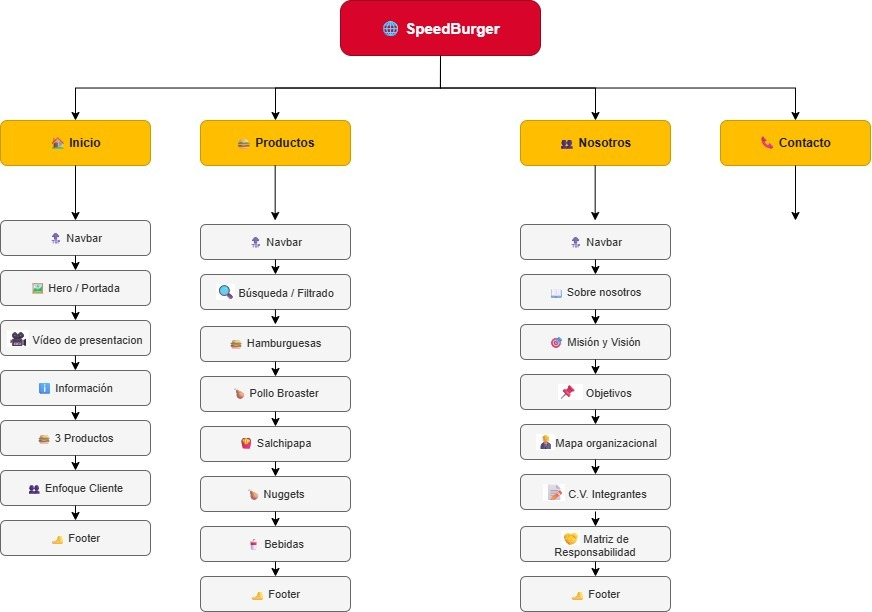 SpeedBurger
Inicio
Productos
Nosotros
Contacto
Navbar
Hero / Portada
Vídeo de presentacion
Información
3 Productos
Enfoque Cliente
Footer
Navbar
Búsqueda / Filtrado
Hamburguesas
Pollo Broaster
Salchipapa
Nuggets
Bebidas
Footer
Navbar
Sobre nosotros
Misión y Visión
Objetivos
Mapa organizacional
C.V. Integrantes
Matriz de
Responsabilidad
Footer